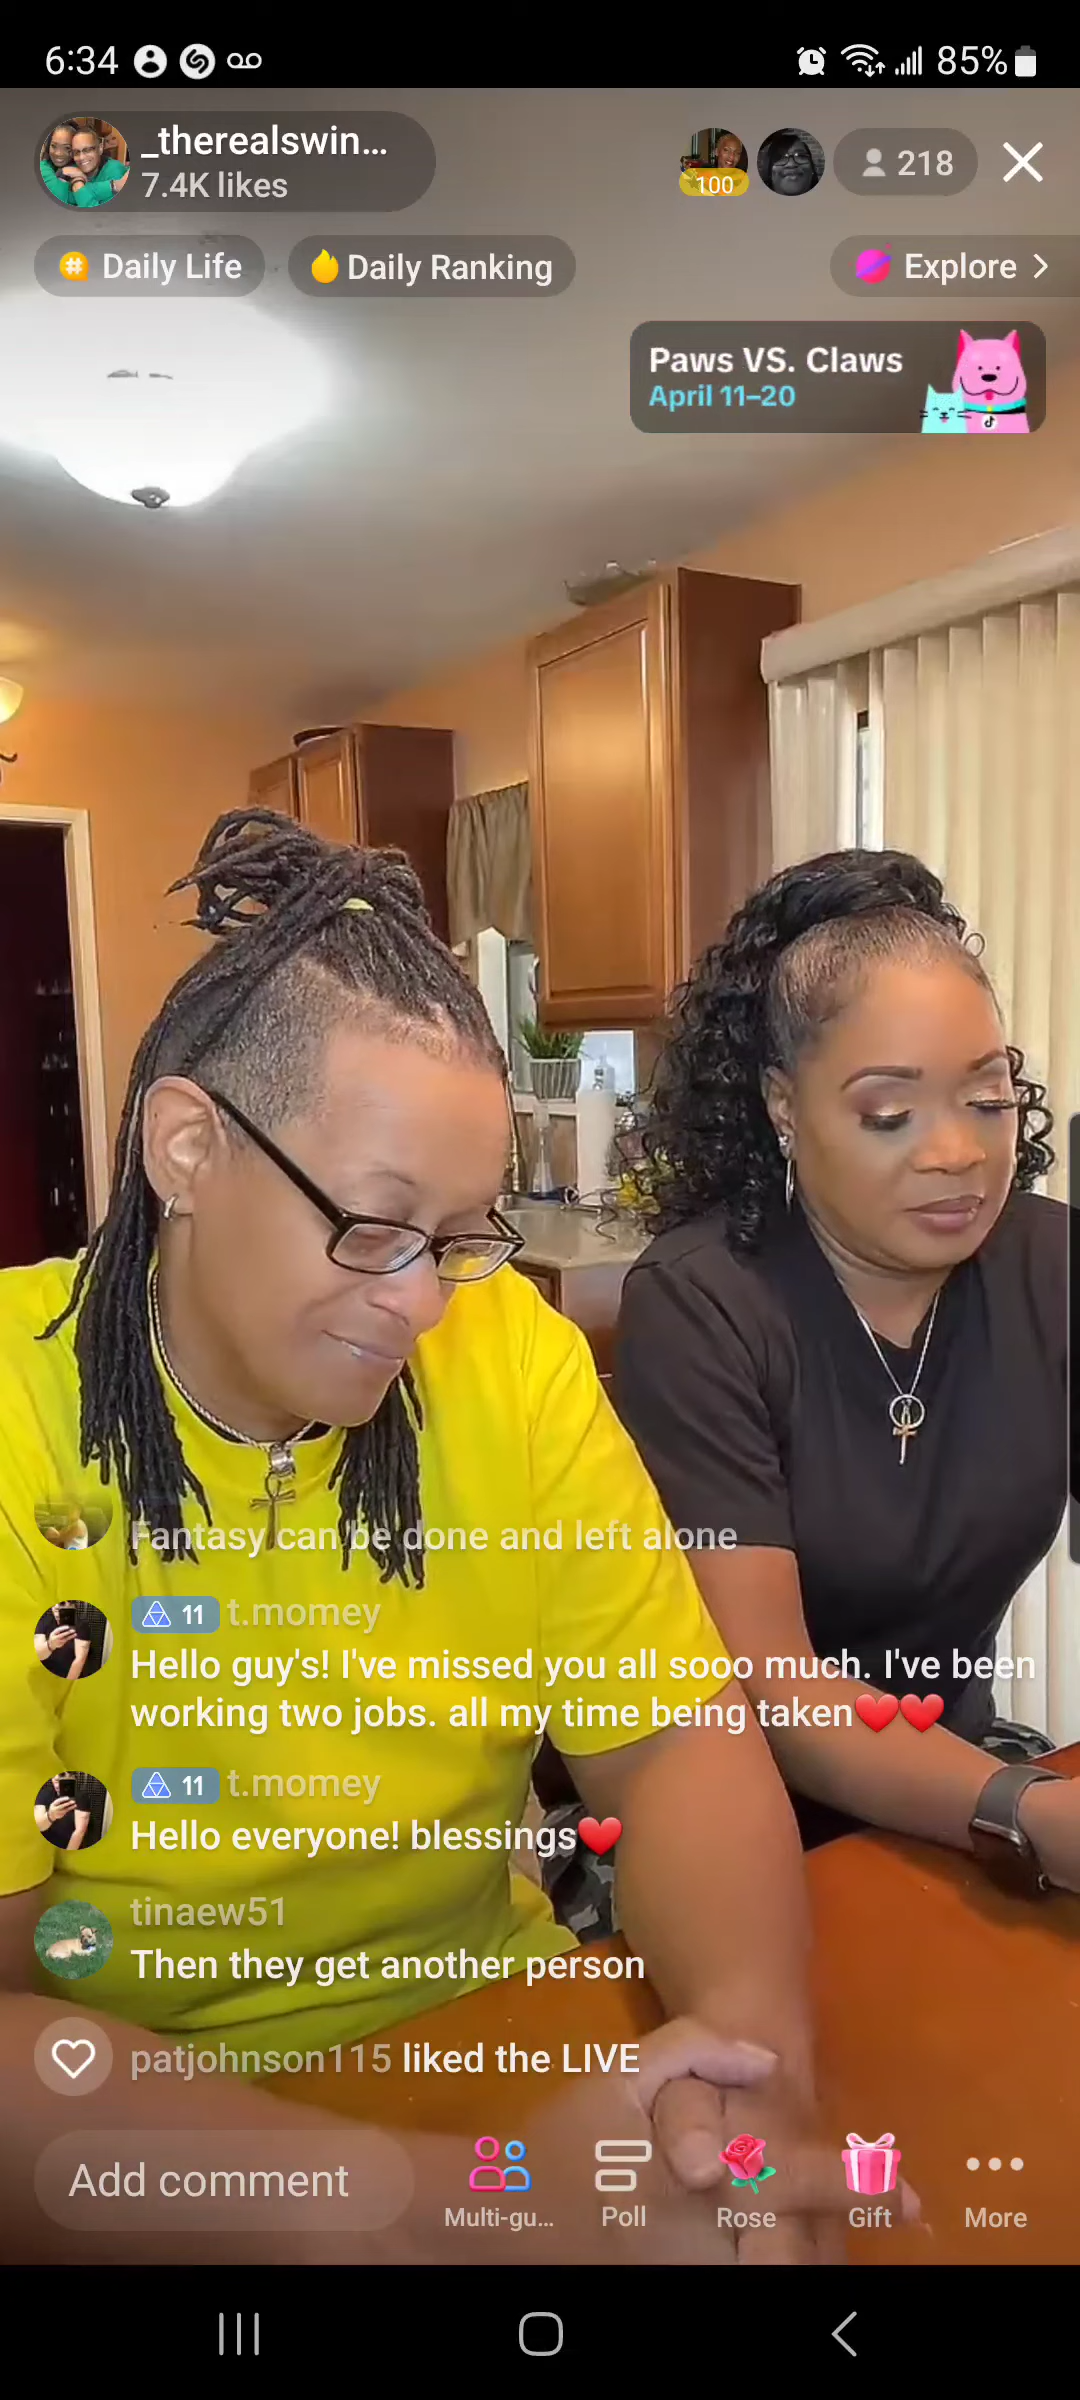 6:34
85%
_therealswin...
7.4K likes
100
218
Daily Life
Daily Ranking
Explore
Paws VS. Claws
April 11–20
Fantasy can be done and left alone
11 t.momey
Hello guy's! I've missed you all sooo much. I've been
working two jobs. all my time being taken❤️❤️
11 t.momey
Hello everyone! blessings❤️
tinaew51
Then they get another person
patjohnson115 liked the LIVE
Add comment
Multi-gu...
Poll
Rose
Gift
More